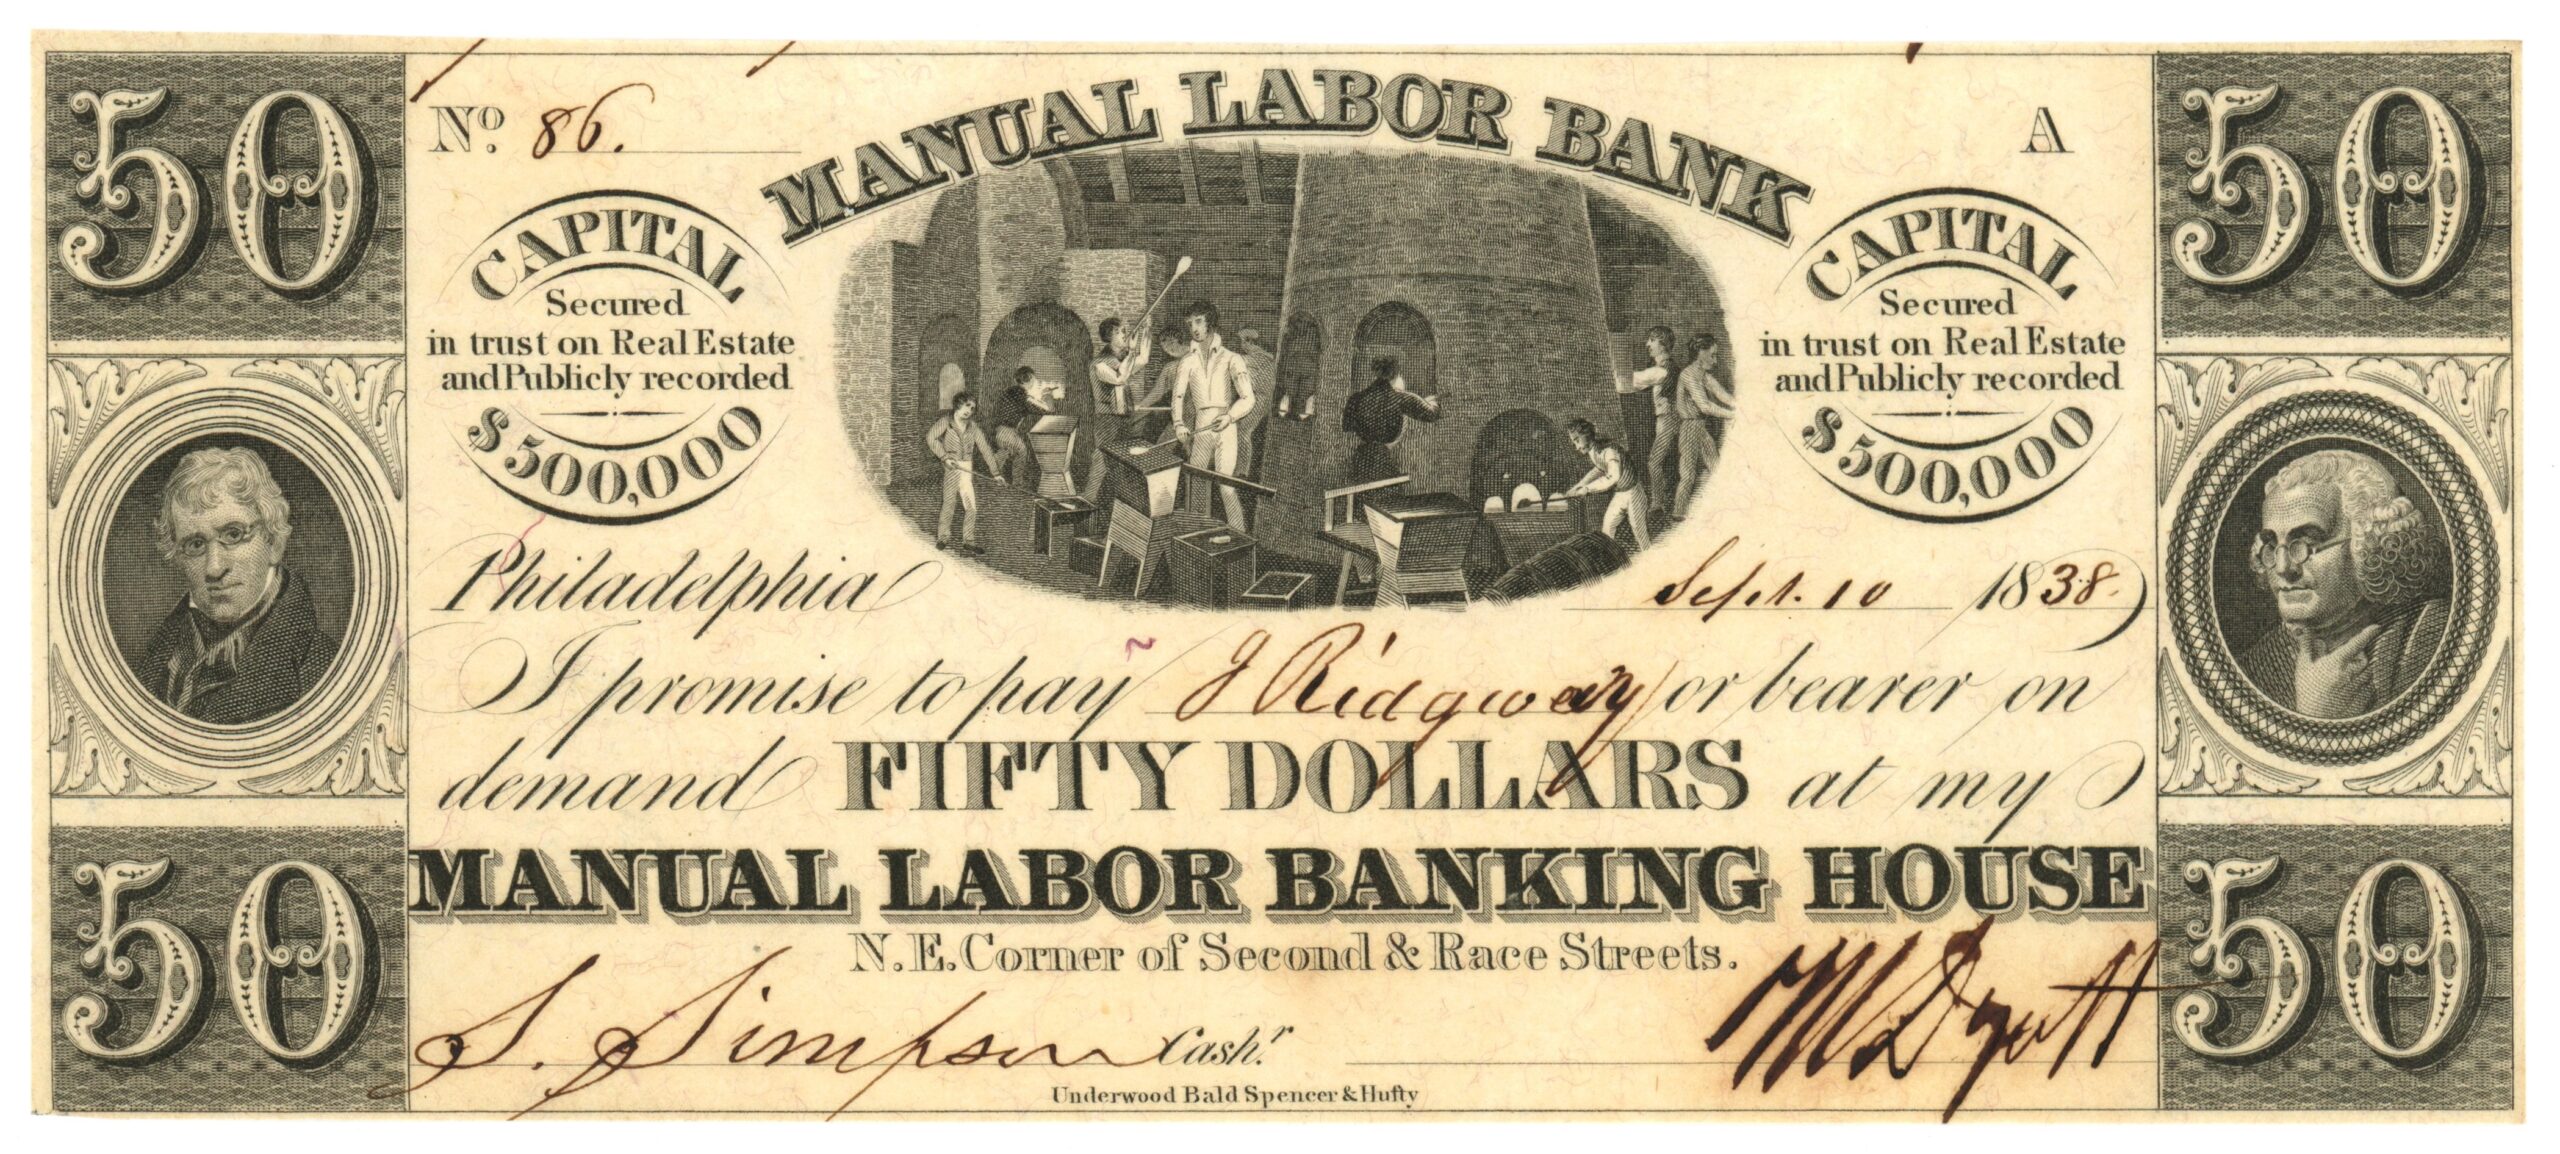 50
50
No. 86.
MANUAL LABOR BANK
A
CAPITAL
Secured
in trust on Real Estate
and Publicly recorded
$500,000
CAPITAL
Secured
in trust on Real Estate
and Publicly recorded
$500,000
Philadelphia Sept. 10 1838.
I promise to pay J Ridgway or bearer on
demand FIFTY DOLLARS at my
MANUAL LABOR BANKING HOUSE
N.E. Corner of Second & Race Streets.
S. Simpson Cash.r TW Dyott
Underwood Bald Spencer & Hufty
50
50